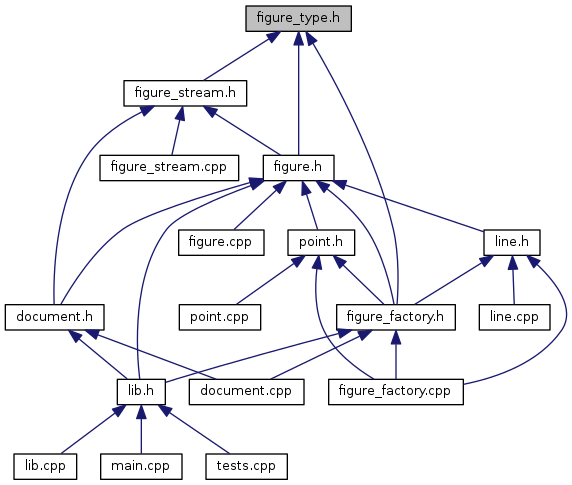 figure_type.h
figure_stream.h
figure_stream.cpp
figure.h
figure.cpp
point.h
line.h
document.h
point.cpp
figure_factory.h
line.cpp
lib.h
document.cpp
figure_factory.cpp
lib.cpp
main.cpp
tests.cpp